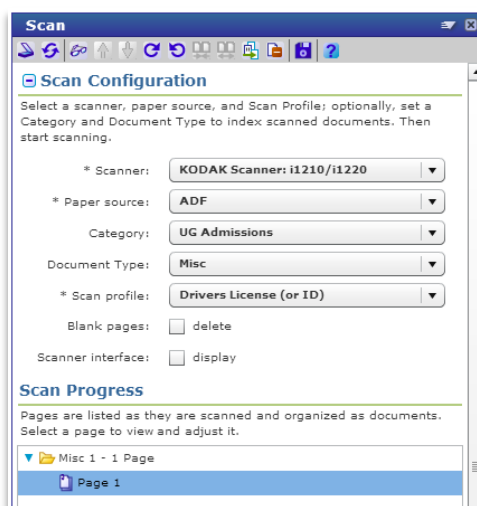 Scan
Scan Configuration
Select a scanner, paper source, and Scan Profile; optionally, set a
Category and Document Type to index scanned documents. Then
start scanning.
* Scanner: KODAK Scanner: i1210/i1220
* Paper source: ADF
Category: UG Admissions
Document Type: Misc
* Scan profile: Drivers License (or ID)
Blank pages: delete
Scanner interface: display
Scan Progress
Pages are listed as they are scanned and organized as documents.
Select a page to view and adjust it.
Misc 1 - 1 Page
Page 1